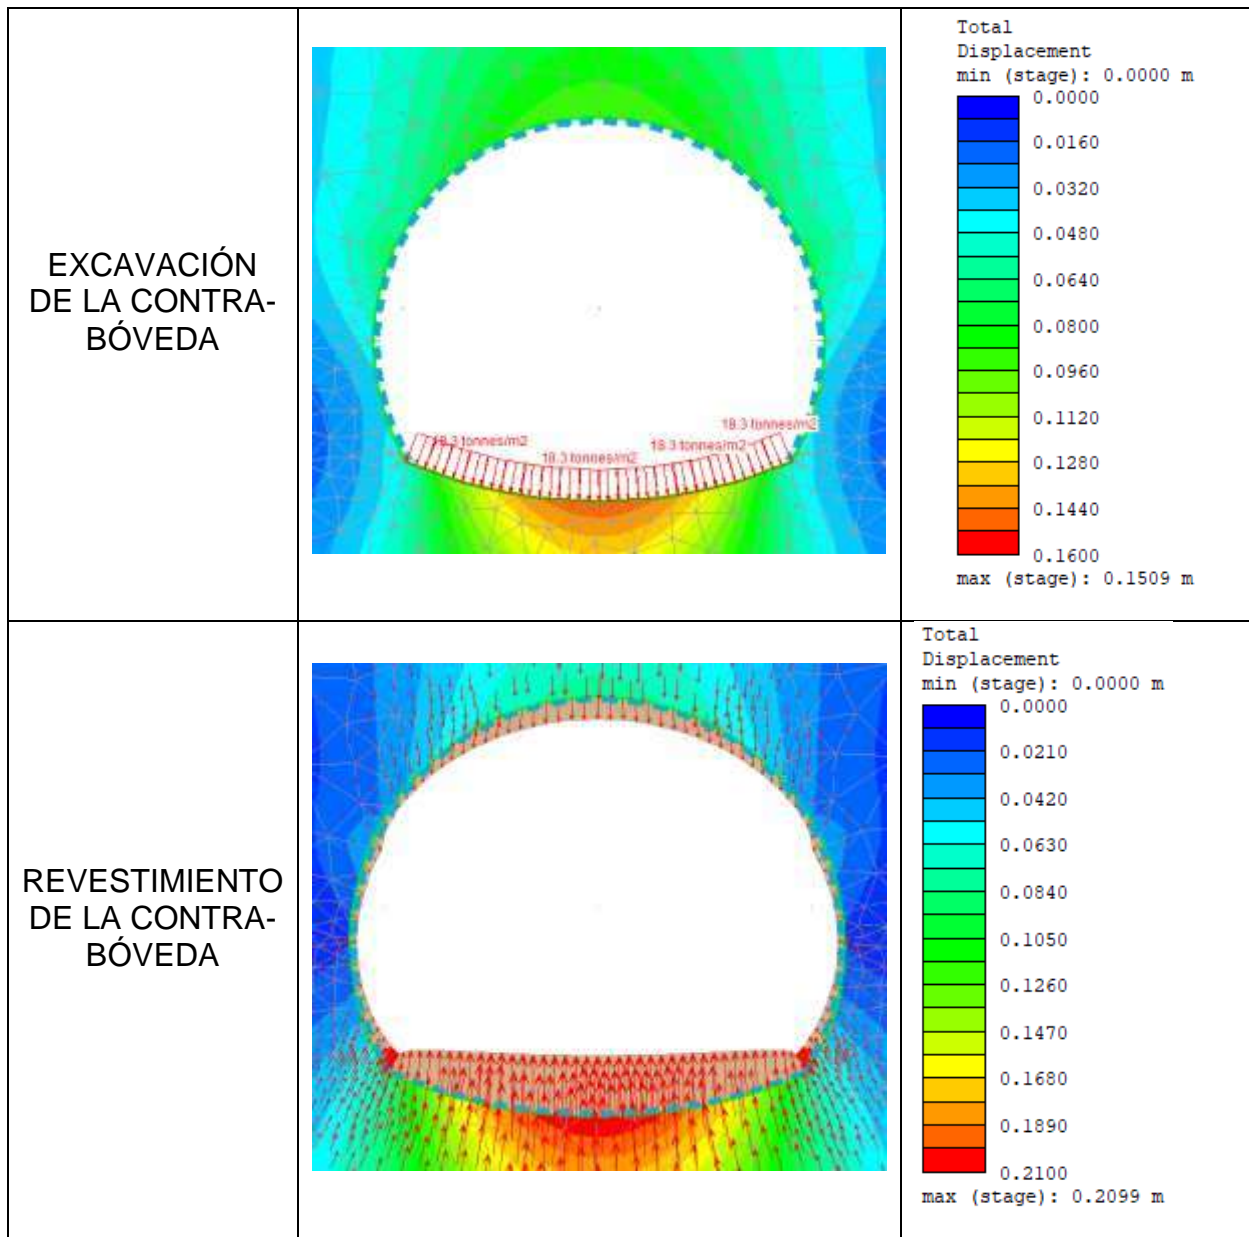 EXCAVACIÓN
DE LA CONTRA-
BÓVEDA
18.3 tonnes/m2
18.3 tonnes/m2
18.3 tonnes/m2
18.3 tonnes/m2
Total
Displacement
min (stage): 0.0000 m
0.0000
0.0160
0.0320
0.0480
0.0640
0.0800
0.0960
0.1120
0.1280
0.1440
0.1600
max (stage): 0.1509 m
REVESTIMIENTO
DE LA CONTRA-
BÓVEDA
Total
Displacement
min (stage): 0.0000 m
0.0000
0.0210
0.0420
0.0630
0.0840
0.1050
0.1260
0.1470
0.1680
0.1890
0.2100
max (stage): 0.2099 m